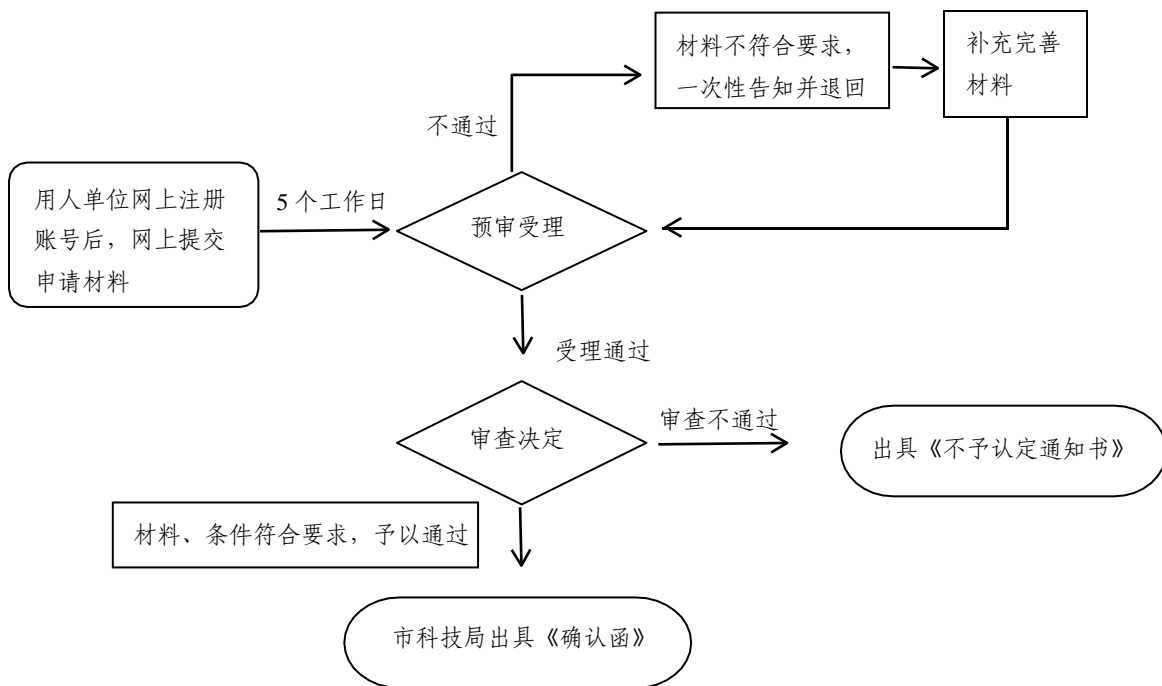 材料不符合要求，
一次性告知并退回
补充完善
材料
不通过
用人单位网上注册
账号后，网上提交
申请材料
5 个工作日
预审受理
受理通过
审查决定
审查不通过
出具《不予认定通知书》
材料、条件符合要求，予以通过
市科技局出具《确认函》